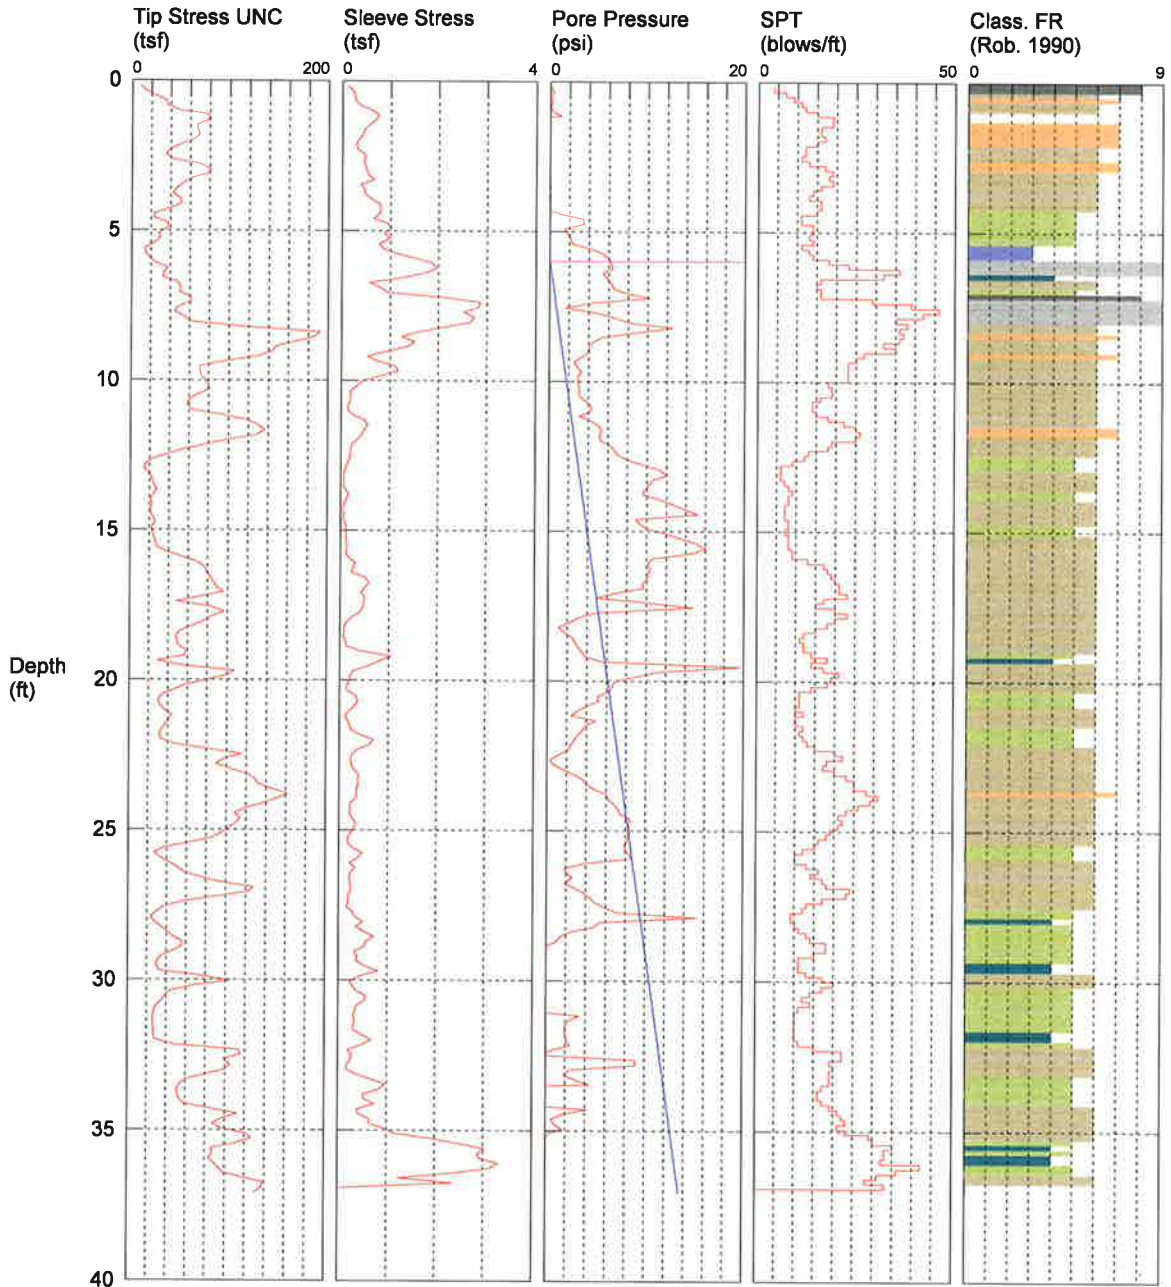 Tip Stress UNC
(tsf)
Sleeve Stress
(tsf)
Pore Pressure
(psi)
SPT
(blows/ft)
Class. FR
(Rob. 1990)
0 200
0 4
0 20
0 50
0 9
0
5
10
15
Depth
(ft)
20
25
30
35
40